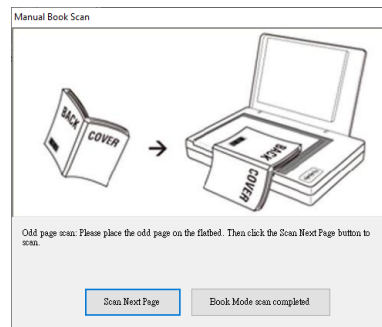 Manual Book Scan
BACK
COVER
BACK
COVER
Odd page scan: Please place the odd page on the flatbed. Then click the Scan Next Page button to
scan.
Scan Next Page
Book Mode scan completed